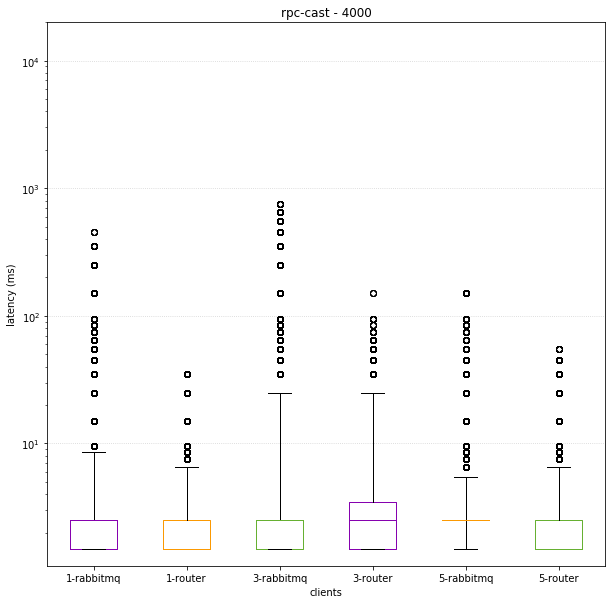 rpc-cast - 4000
latency (ms)
10⁴
10³
10²
10¹
1-rabbitmq 1-router 3-rabbitmq 3-router 5-rabbitmq 5-router
clients